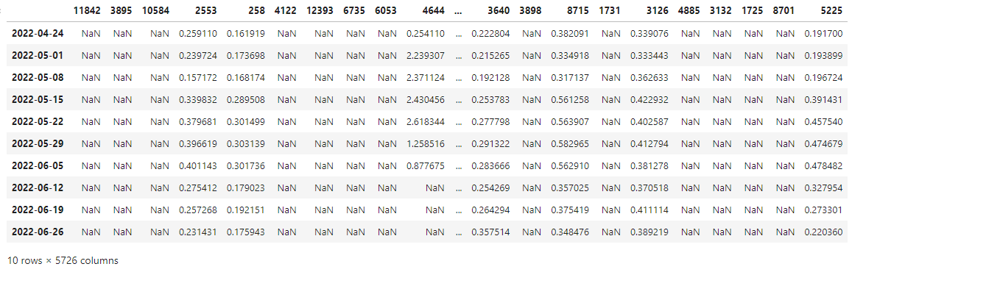 11842 3895 10584 2553 258 4122 12393 6735 6053 4644 ... 3640 3898 8715 1731 3126 4885 3132 1725 8701 5225
2022-04-24 NaN NaN NaN 0.259110 0.161919 NaN NaN NaN NaN 0.254110 ... 0.222804 NaN 0.382091 NaN 0.339076 NaN NaN NaN NaN 0.191700
2022-05-01 NaN NaN NaN 0.239724 0.173698 NaN NaN NaN NaN 2.239307 ... 0.215265 NaN 0.334918 NaN 0.333443 NaN NaN NaN NaN 0.193899
2022-05-08 NaN NaN NaN 0.157172 0.168174 NaN NaN NaN NaN 2.371124 ... 0.192128 NaN 0.317137 NaN 0.362633 NaN NaN NaN NaN 0.196724
2022-05-15 NaN NaN NaN 0.339832 0.289508 NaN NaN NaN NaN 2.430456 ... 0.253783 NaN 0.561258 NaN 0.422932 NaN NaN NaN NaN 0.391431
2022-05-22 NaN NaN NaN 0.379681 0.301499 NaN NaN NaN NaN 2.618344 ... 0.277798 NaN 0.563907 NaN 0.402587 NaN NaN NaN NaN 0.457540
2022-05-29 NaN NaN NaN 0.396619 0.303139 NaN NaN NaN NaN 1.258516 ... 0.291322 NaN 0.582965 NaN 0.412794 NaN NaN NaN NaN 0.474679
2022-06-05 NaN NaN NaN 0.401143 0.301736 NaN NaN NaN NaN 0.877675 ... 0.283666 NaN 0.562910 NaN 0.381278 NaN NaN NaN NaN 0.478482
2022-06-12 NaN NaN NaN 0.275412 0.179023 NaN NaN NaN NaN NaN ... 0.254269 NaN 0.357025 NaN 0.370518 NaN NaN NaN NaN 0.327954
2022-06-19 NaN NaN NaN 0.257268 0.192151 NaN NaN NaN NaN NaN ... 0.264294 NaN 0.375419 NaN 0.411114 NaN NaN NaN NaN 0.273301
2022-06-26 NaN NaN NaN 0.231431 0.175943 NaN NaN NaN NaN NaN ... 0.357514 NaN 0.348476 NaN 0.389219 NaN NaN NaN NaN 0.220360
10 rows × 5726 columns